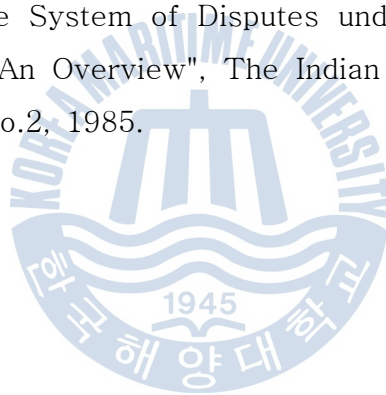 e System of Disputes und
An Overview", The Indian
o.2, 1985.
KOREA MARITIME UNIVERSITY
1945
한국해양대학교